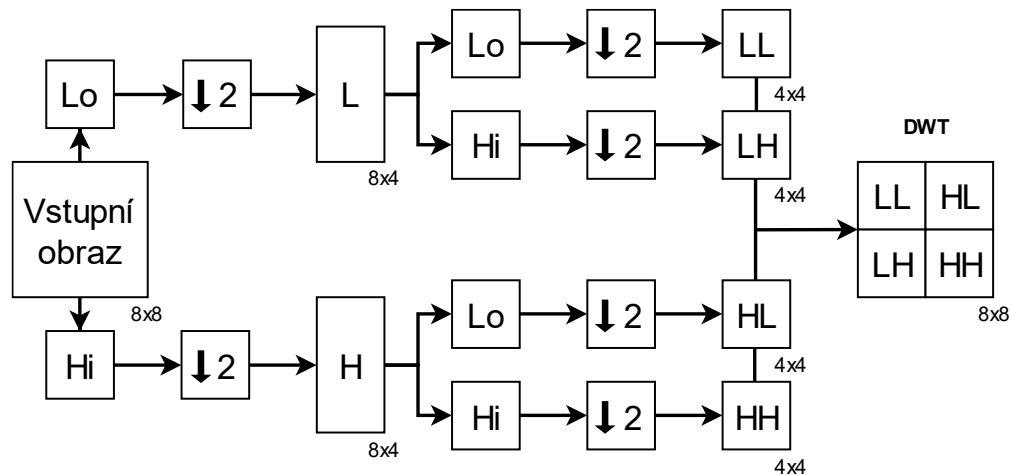 Lo
↓ 2
L
8x4
Lo
↓ 2
LL
4x4
Hi
↓ 2
LH
4x4
Vstupní
obraz
8x8
Hi
↓ 2
H
8x4
Lo
↓ 2
HL
4x4
Hi
↓ 2
HH
4x4
DWT
LL HL
LH HH
8x8